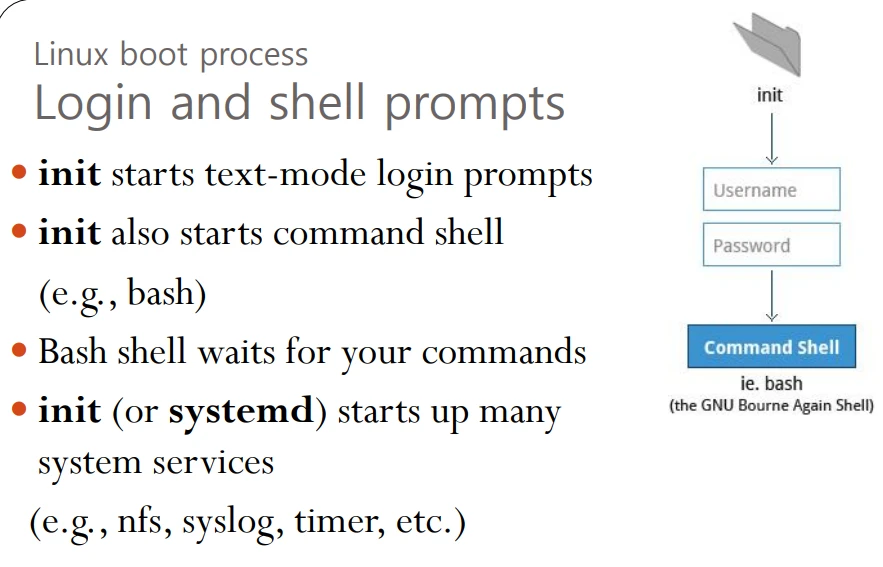 Linux boot process
Login and shell prompts
• init starts text-mode login prompts
• init also starts command shell
(e.g., bash)
• Bash shell waits for your commands
• init (or systemd) starts up many
system services
(e.g., nfs, syslog, timer, etc.)
init
Username
Password
Command Shell
ie. bash
(the GNU Bourne Again Shell)